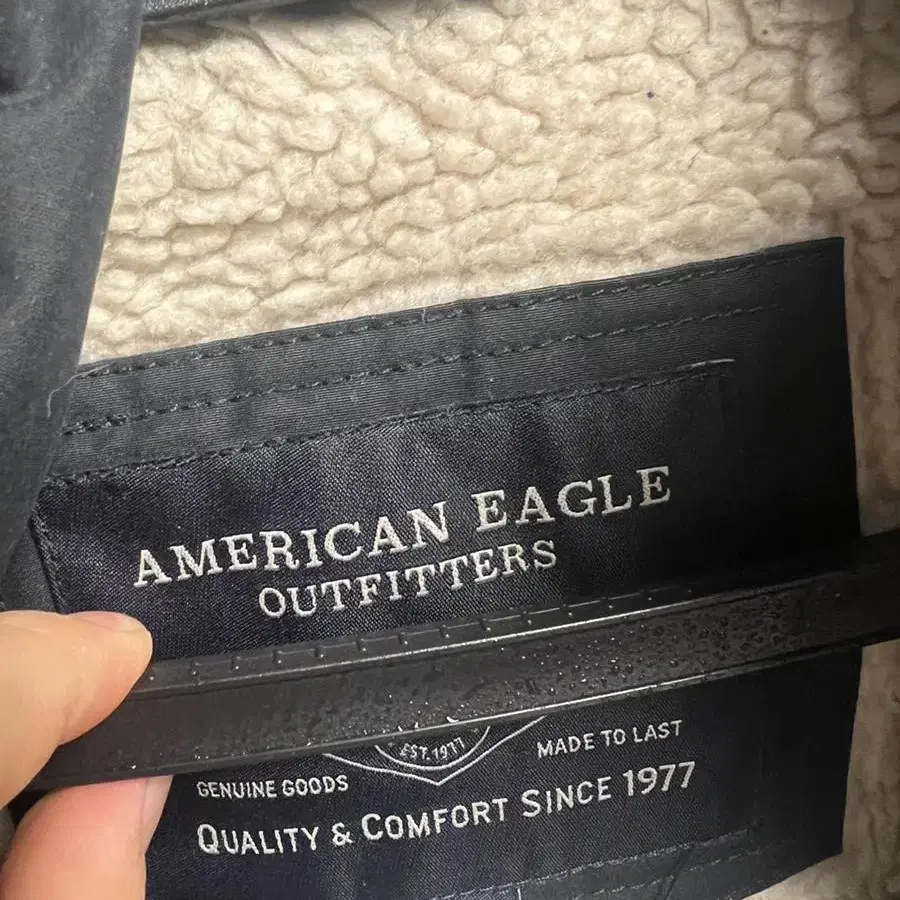 AMERICAN EAGLE
OUTFITTERS
EST. 1977
MADE TO LAST
GENUINE GOODS
QUALITY & COMFORT SINCE 1977